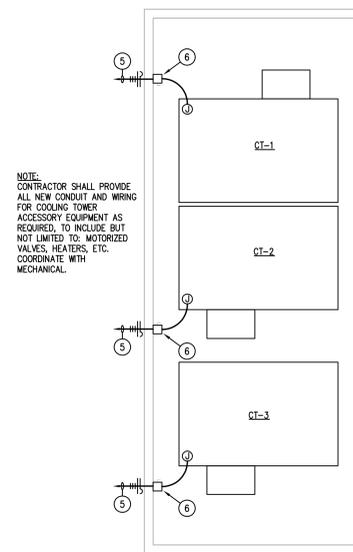 5
6
J
CT-1
NOTE:
CONTRACTOR SHALL PROVIDE
ALL NEW CONDUIT AND WIRING
FOR COOLING TOWER
ACCESSORY EQUIPMENT AS
REQUIRED, TO INCLUDE BUT
NOT LIMITED TO: MOTORIZED
VALVES, HEATERS, ETC.
COORDINATE WITH
MECHANICAL.
CT-2
J
5
6
CT-3
J
5
6